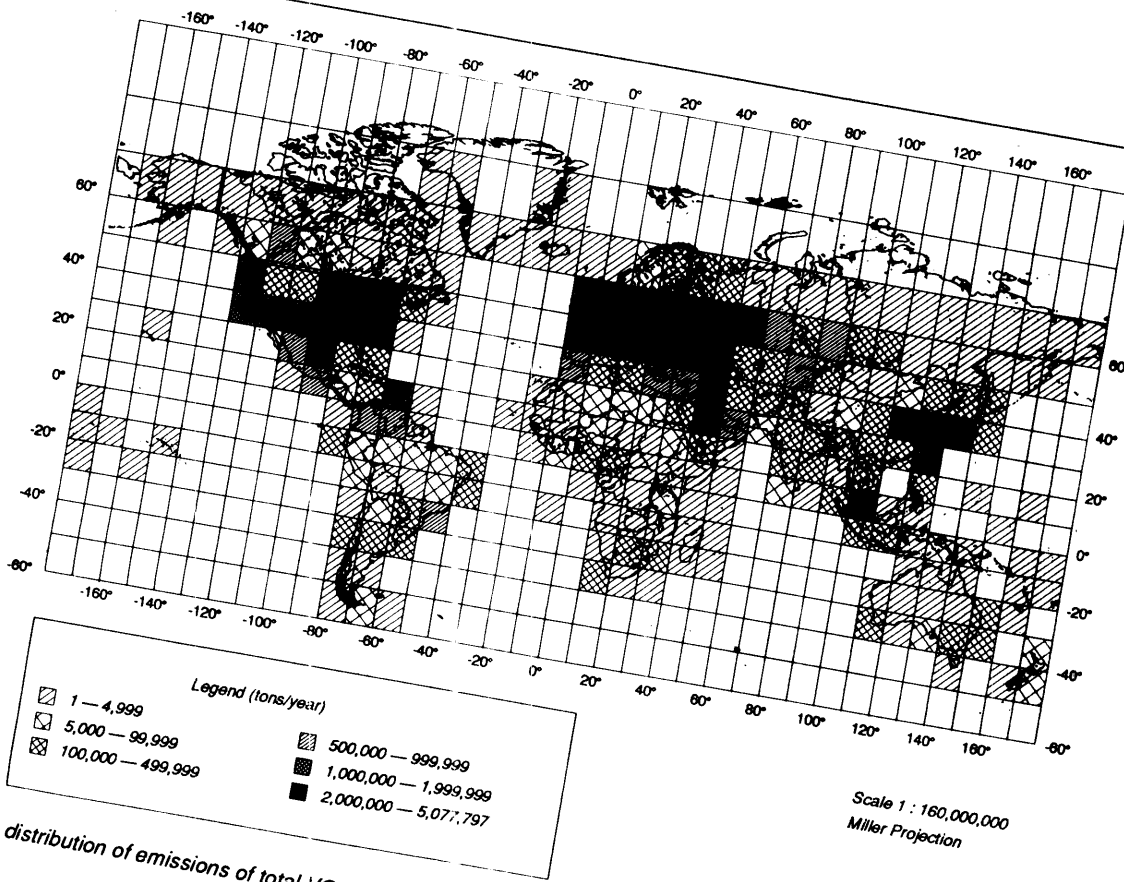 -160° -140° -120° -100° -80° -60° -40° -20° 0° 20° 40° 60° 80° 100° 120° 140° 160°
60°
40°
20°
0°
-20°
-40°
-60°
60°
40°
20°
0°
-20°
-40°
-60°
-160° -140° -120° -100° -80° -60° -40° -20° 0° 20° 40° 60° 80° 100° 120° 140° 160°
Legend (tons/year)
1 — 4,999
5,000 — 99,999
100,000 — 499,999
500,000 — 999,999
1,000,000 — 1,999,999
2,000,000 — 5,077,797
Scale 1 : 160,000,000
Miller Projection
distribution of emissions of total